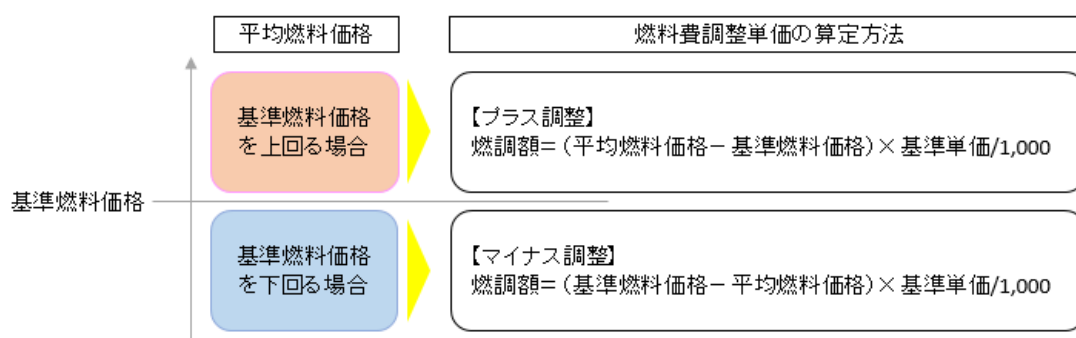 平均燃料価格
燃料費調整単価の算定方法
基準燃料価格
を上回る場合
【プラス調整】
燃調額=(平均燃料価格-基準燃料価格)×基準単価/1,000
基準燃料価格
基準燃料価格
を下回る場合
【マイナス調整】
燃調額=(基準燃料価格-平均燃料価格)×基準単価/1,000